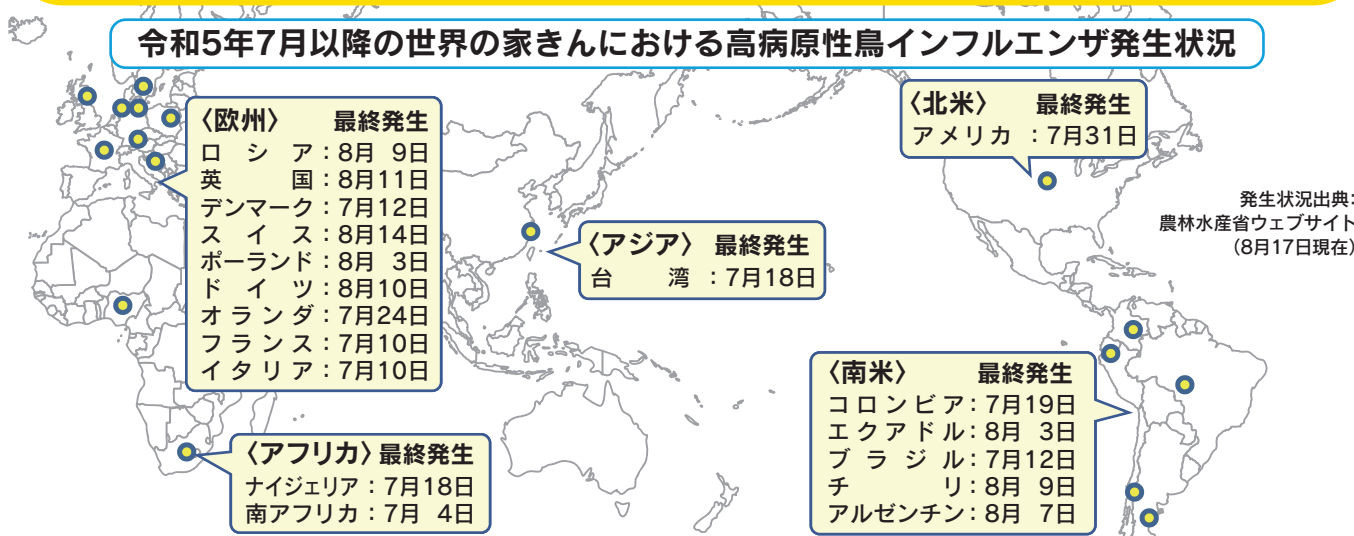 令和5年7月以降の世界の家きんにおける高病原性鳥インフルエンザ発生状況
〈欧州〉 最終発生
ロシア：8月 9日
英国：8月11日
デンマーク：7月12日
スイス：8月14日
ポーランド：8月 3日
ドイツ：8月10日
オランダ：7月24日
フランス：7月10日
イタリア：7月10日
〈アフリカ〉最終発生
ナイジェリア：7月18日
南アフリカ：7月 4日
〈アジア〉 最終発生
台湾：7月18日
〈北米〉 最終発生
アメリカ：7月31日
発生状況出典：
農林水産省ウェブサイト
（8月17日現在）
〈南米〉 最終発生
コロンビア：7月19日
エクアドル：8月 3日
ブラジル：7月12日
チリ：8月 9日
アルゼンチン：8月 7日